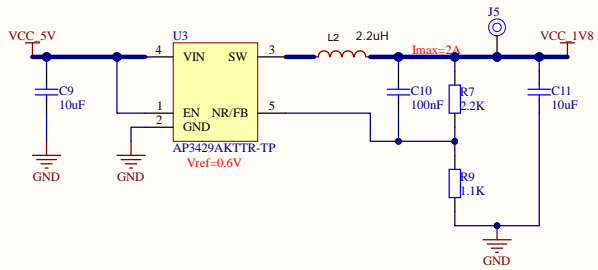 J5
VCC_5V
U3
L2
2.2uH
VCC_1V8
4
VIN
SW
3
Imax=2A
C9
10uF
C10
100nF
R7
2.2K
C11
10uF
1
EN
NR/FB
5
2
GND
AP3429AKTTR-TP
Vref=0.6V
GND
GND
R9
1.1K
GND